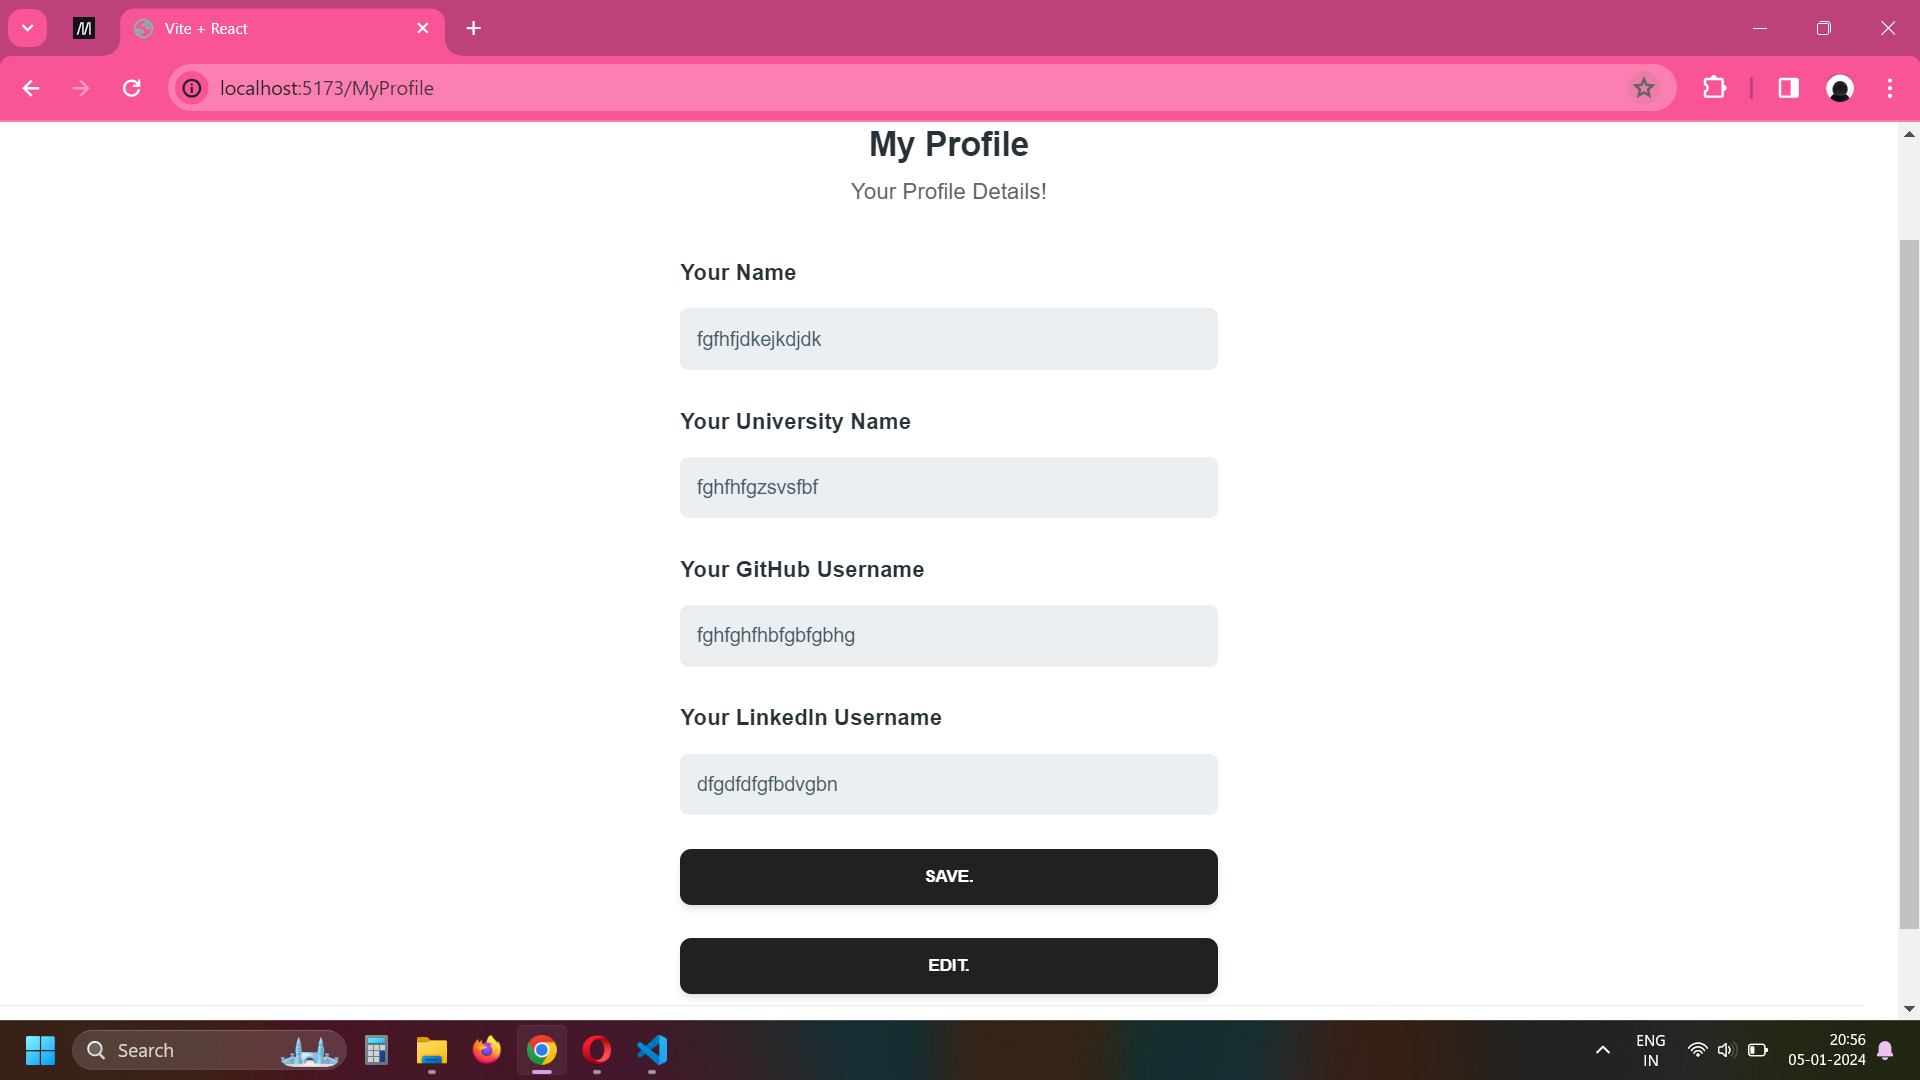 Vite + React
localhost:5173/MyProfile
My Profile
Your Profile Details!
Your Name
fgfhfjdkejkdjdk
Your University Name
fghfhfgzsvsfbf
Your GitHub Username
fghfghfhbfgbfgbhg
Your LinkedIn Username
dfgdfdfgfbdvgbn
SAVE.
EDIT.
Search
ENG
IN
20:56
05-01-2024